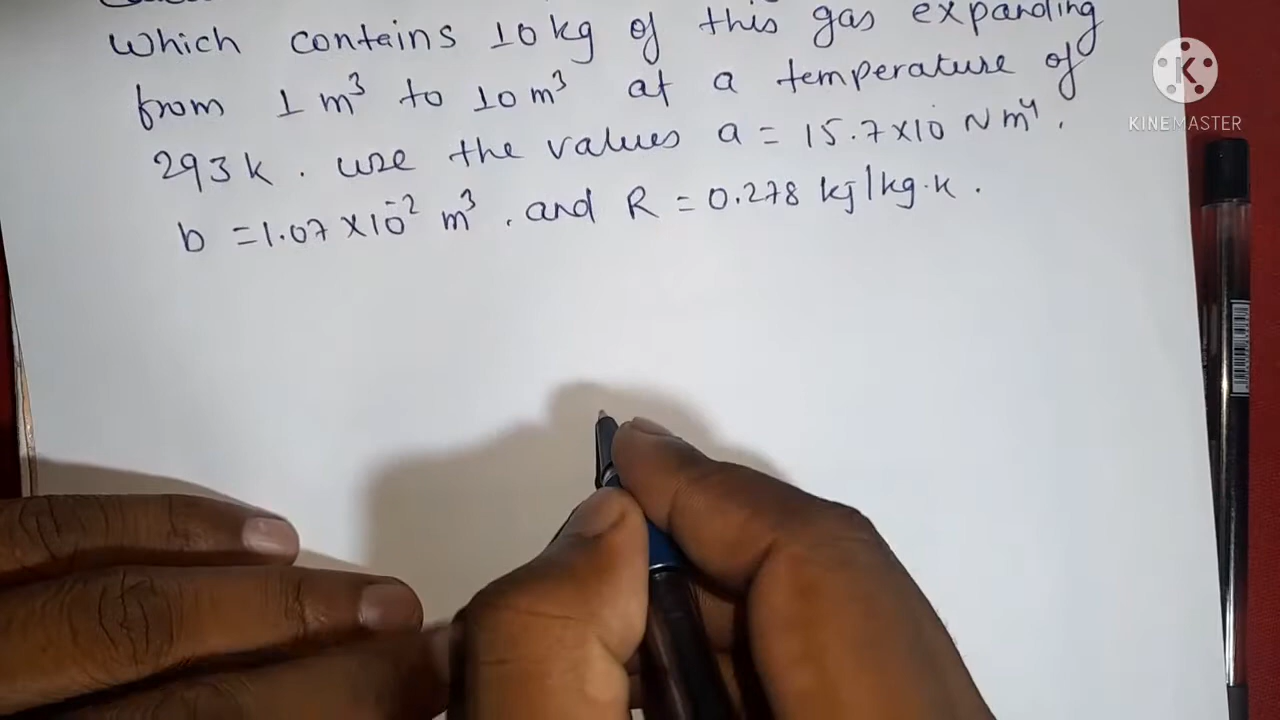 which contains 10 kg of this gas expanding
from 1 m³ to 10 m³ at a temperature of
293 k. use the values a = 15.7×10 N m⁴.
b = 1.07 ×10⁻² m³. and R = 0.278 kj/kg.k.
KINEMASTER